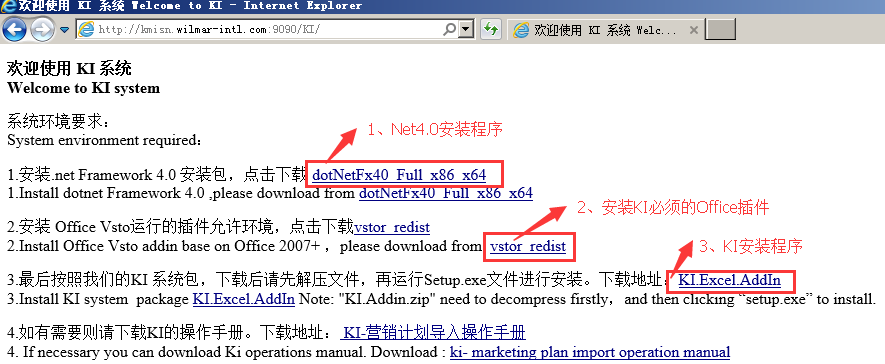 欢迎使用 KI 系统 Welcome to KI - Internet Explorer
http://kmisn.wilmar-intl.com:9090/KI/
欢迎使用 KI 系统 Welc...
欢迎使用 KI 系统
Welcome to KI system
系统环境要求：
System environment required:
1、Net4.0安装程序
1.安装.net Framework 4.0 安装包，点击下载 dotNetFx40_Full_x86_x64
1.Install dotnet Framework 4.0 ,please download from dotNetFx40_Full_x86_x64
2、安装KI必须的Office插件
2.安装 Office Vsto运行的插件允许环境，点击下载vstor_redist
2.Install Office Vsto addin base on Office 2007+ ，please download from vstor_redist
3、KI安装程序
3.最后按照我们的KI 系统包，下载后请先解压文件，再运行Setup.exe文件进行安装。下载地址：KI.Excel.AddIn
3.Install KI system package KI.Excel.AddIn Note: "KI.Addin.zip" need to decompress firstly，and then clicking “setup.exe” to install.
4.如有需要则请下载KI的操作手册。下载地址： KI-营销计划导入操作手册
4. If necessary you can download Ki operations manual. Download : ki- marketing plan import operation manual